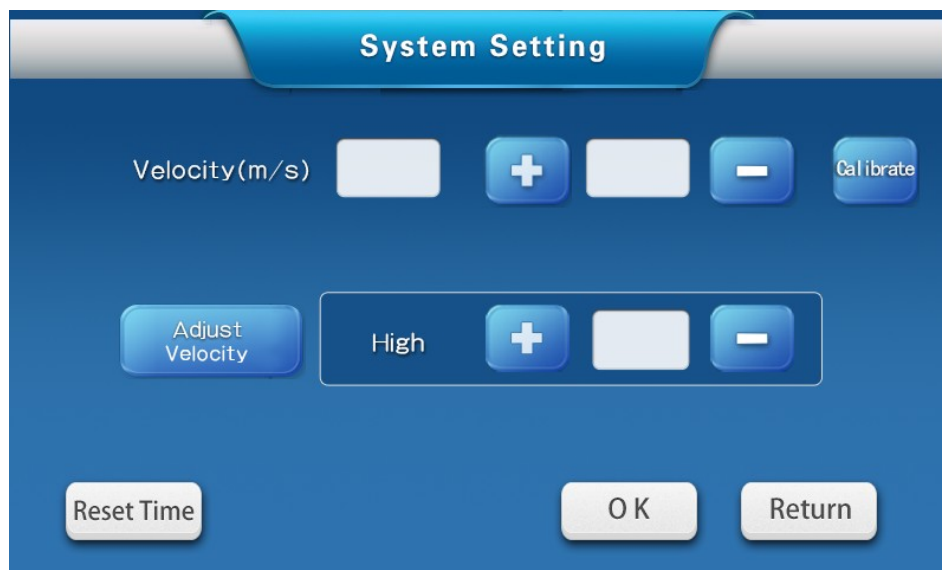 System Setting
Velocity(m/s)
+
-
Calibrate
Adjust
Velocity
High
+
-
Reset Time
OK
Return